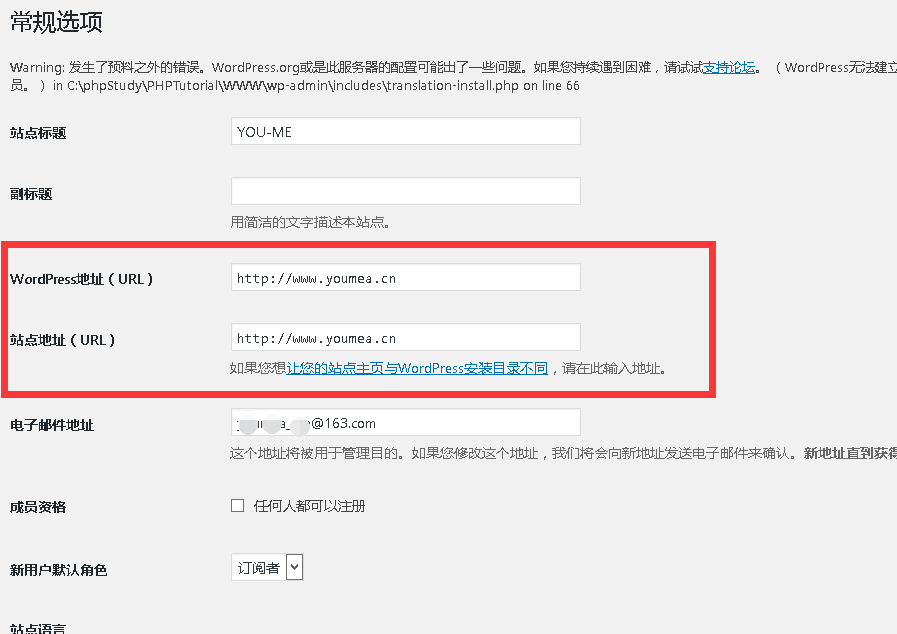 常规选项
Warning: 发生了预料之外的错误。WordPress.org或是此服务器的配置可能出了一些问题。如果您持续遇到困难，请试试支持论坛。 （ WordPress无法建立
员。 ） in C:\phpStudy\PHPTutorial\WWW\wp-admin\includes\translation-install.php on line 66
站点标题 YOU-ME
副标题
用简洁的文字描述本站点。
WordPress地址（URL） http://www.youmea.cn
站点地址（URL） http://www.youmea.cn
如果您想让您的站点主页与WordPress安装目录不同，请在此输入地址。
电子邮件地址 @163.com
这个地址将被用于管理目的。如果您修改这个地址，我们将会向新地址发送电子邮件来确认。新地址直到获得
成员资格 任何人都可以注册
新用户默认角色 订阅者
站点语言